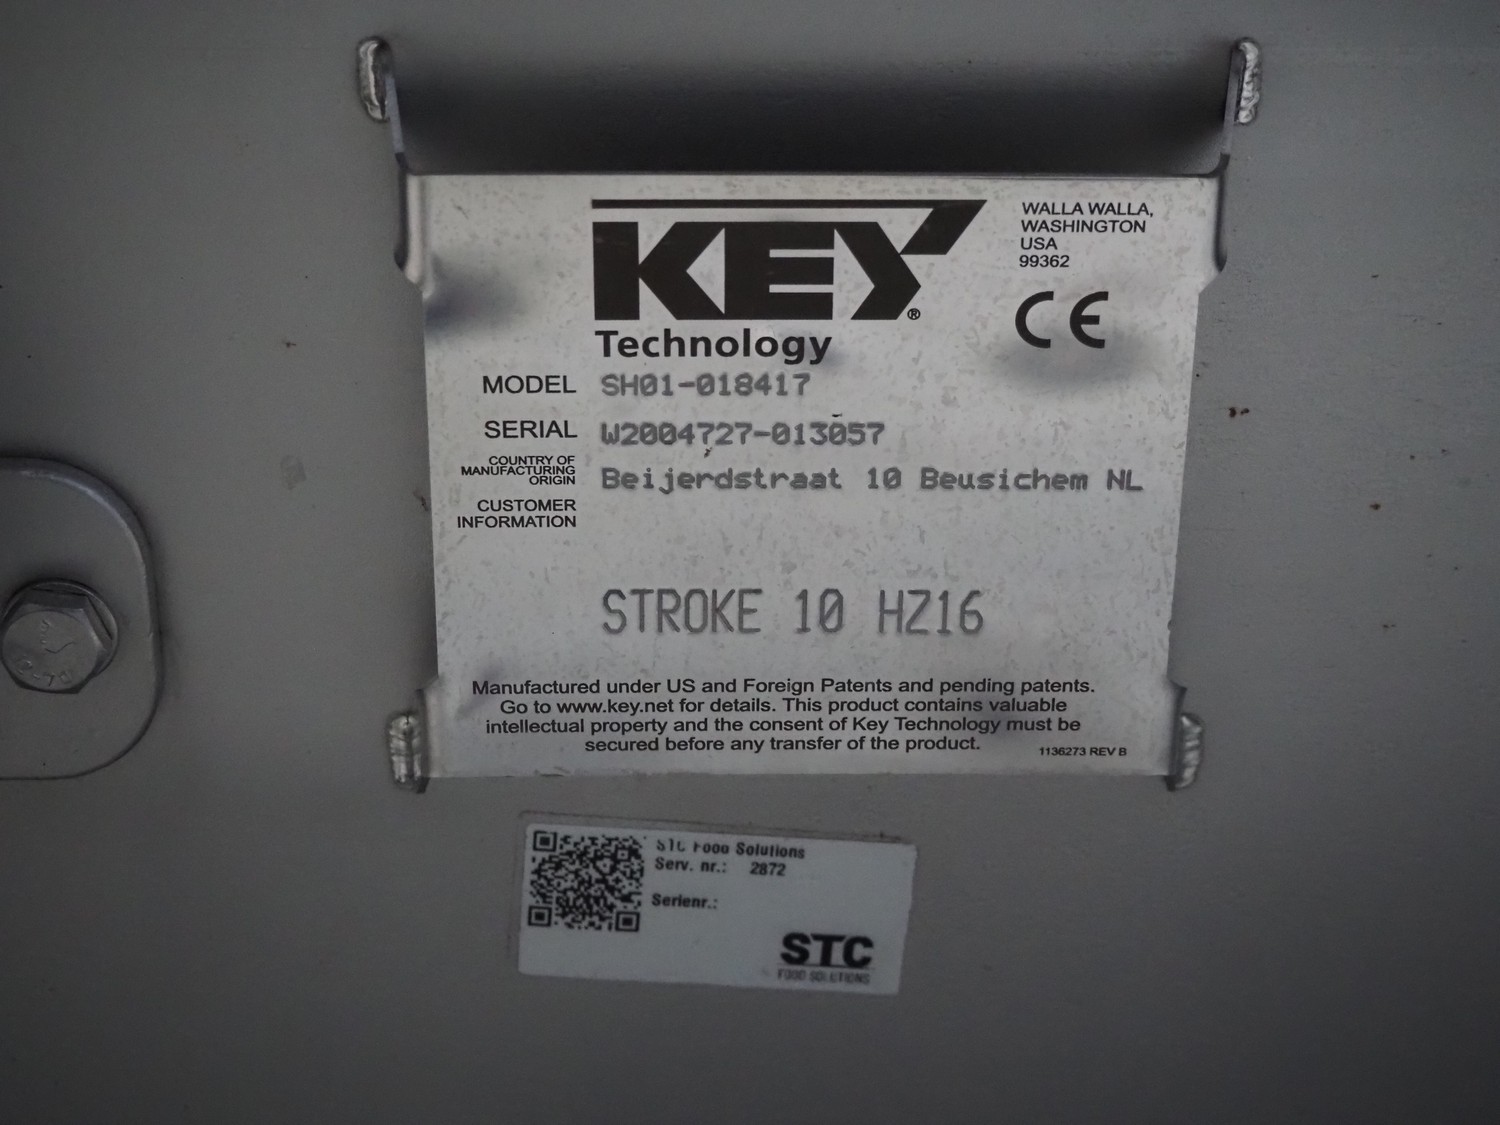 KEY®
Technology
WALLA WALLA,
WASHINGTON
USA
99362
CE
MODEL SH01-018417
SERIAL W2004727-013057
COUNTRY OF
MANUFACTURING
ORIGIN
Beijerdstraat 10 Beusichem NL
CUSTOMER
INFORMATION
STROKE 10 HZ16
Manufactured under US and Foreign Patents and pending patents.
Go to www.key.net for details. This product contains valuable
intellectual property and the consent of Key Technology must be
secured before any transfer of the product.
1136273 REV B
STC Food Solutions
Serv. nr.: 2872
Serienr.:
STC
FOOD SOLUTIONS